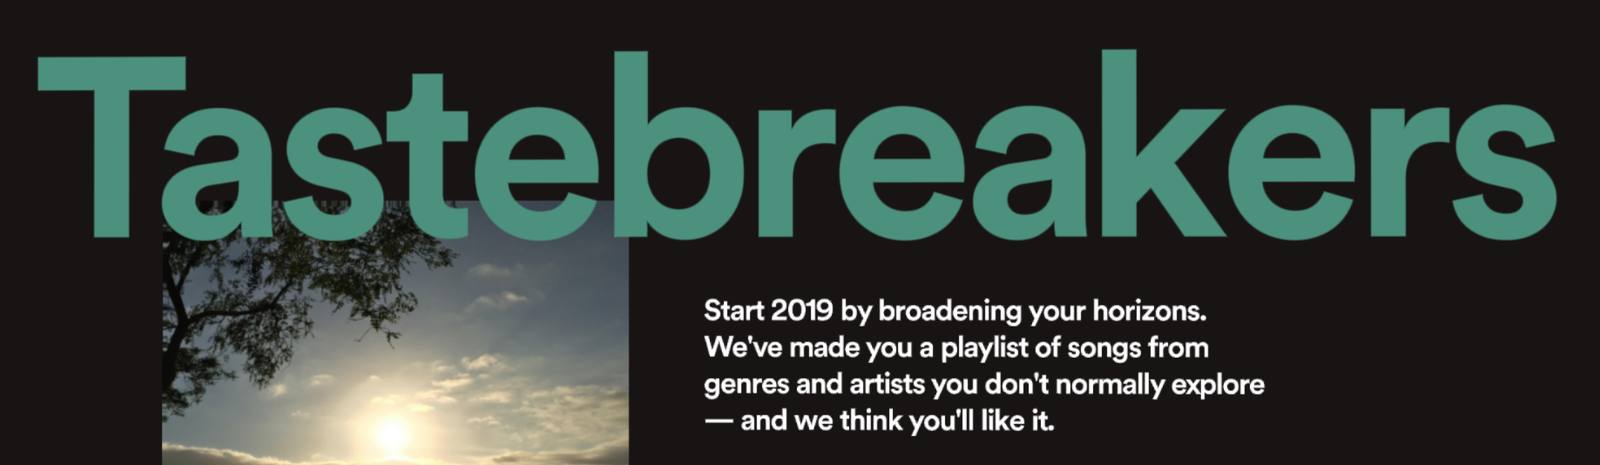 Tastebreakers
Start 2019 by broadening your horizons.
We've made you a playlist of songs from
genres and artists you don't normally explore
— and we think you'll like it.